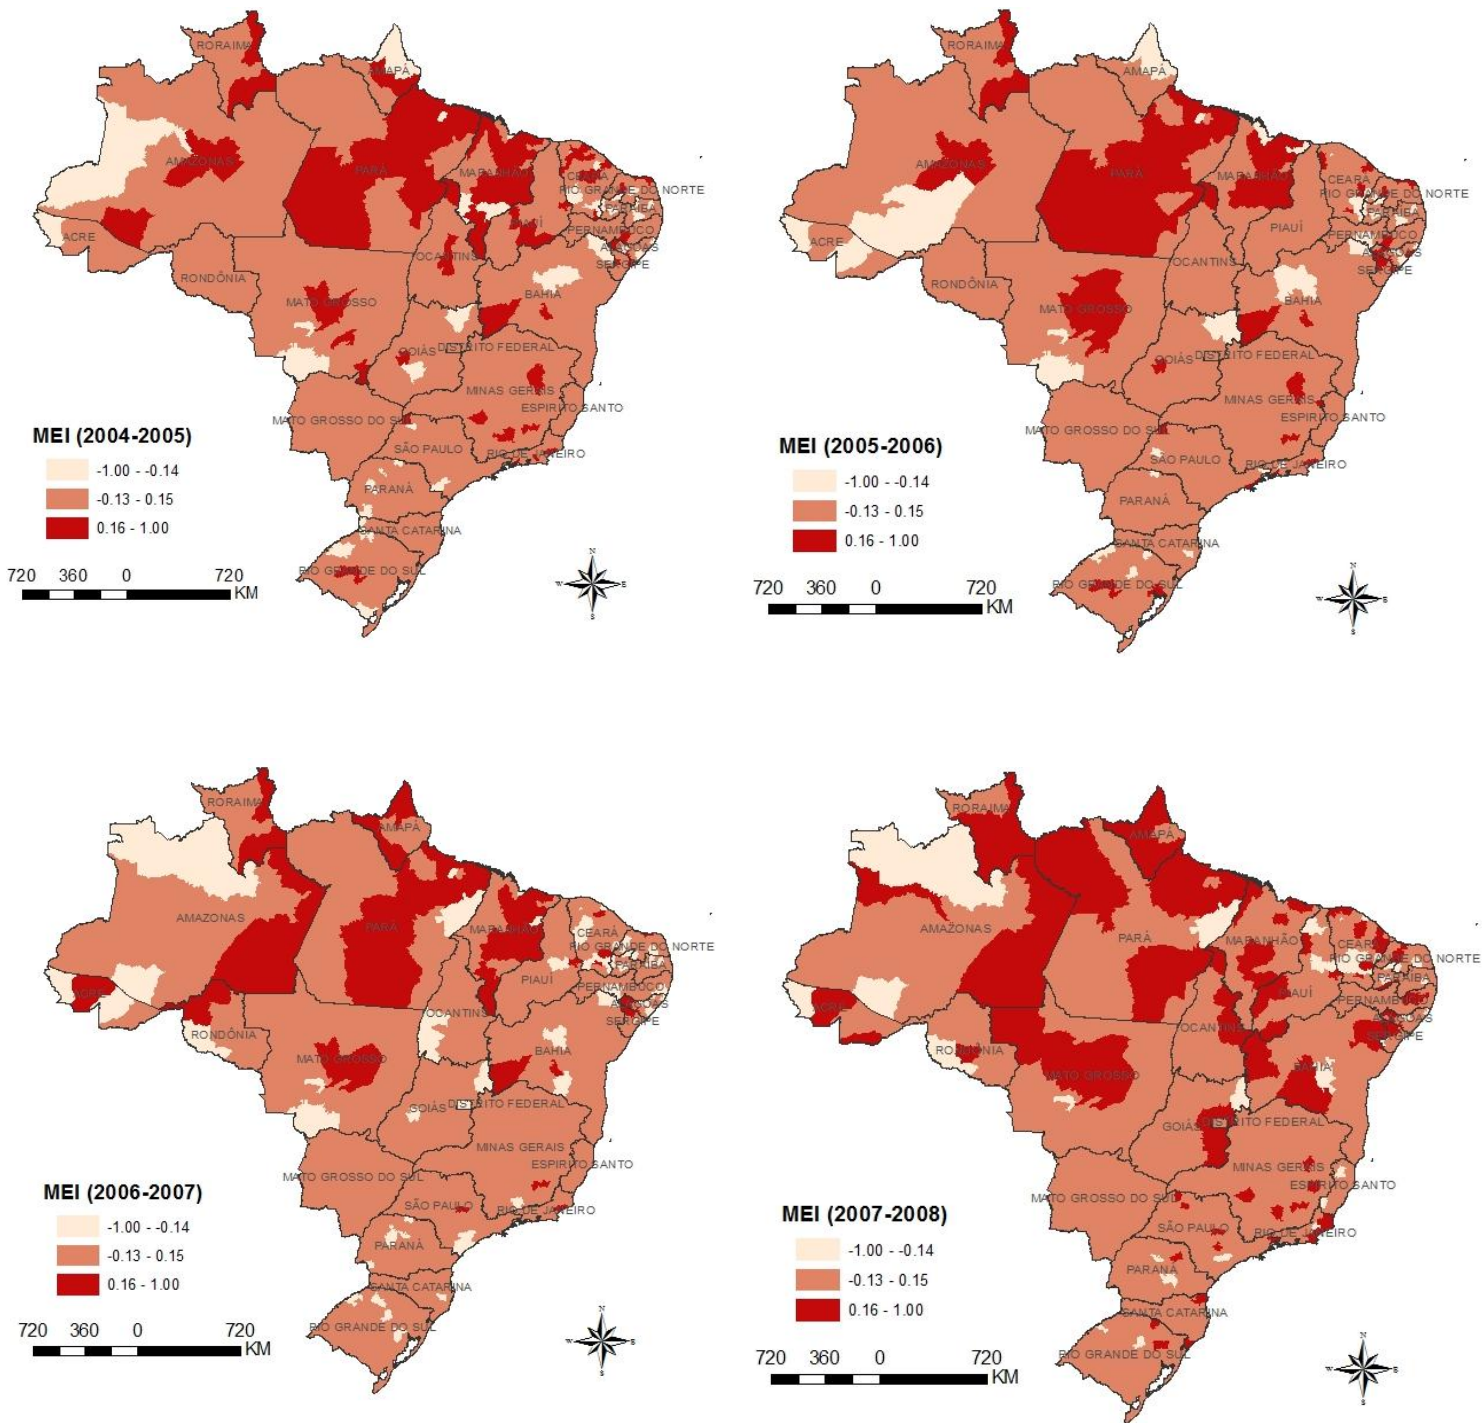 RORAIMA
AMAPÁ
AMAZONAS
PARÁ
MARANHÃO
CEARÁ
RIO GRANDE DO NORTE
PARAÍBA
PIAUÍ
PERNAMBUCO
ALAGOAS
SERGIPE
ACRE
TOCANTINS
RONDÔNIA
MATO GROSSO
BAHIA
GOIÁS
DISTRITO FEDERAL
MINAS GERAIS
ESPIRITO SANTO
MATO GROSSO DO SUL
SÃO PAULO
RIO DE JANEIRO
PARANÁ
SANTA CATARINA
RIO GRANDE DO SUL
MEI (2004-2005)
-1.00 - -0.14
-0.13 - 0.15
0.16 - 1.00
720 360 0 720
KM
N
W E
S
RORAIMA
AMAPÁ
AMAZONAS
PARÁ
MARANHÃO
CEARÁ
RIO GRANDE DO NORTE
PARAÍBA
PIAUÍ
PERNAMBUCO
ALAGOAS
SERGIPE
ACRE
TOCANTINS
RONDÔNIA
MATO GROSSO
BAHIA
GOIÁS
DISTRITO FEDERAL
MINAS GERAIS
ESPIRITO SANTO
MATO GROSSO DO SUL
SÃO PAULO
RIO DE JANEIRO
PARANÁ
SANTA CATARINA
RIO GRANDE DO SUL
MEI (2005-2006)
-1.00 - -0.14
-0.13 - 0.15
0.16 - 1.00
720 360 0 720
KM
N
W E
S
RORAIMA
AMAPÁ
AMAZONAS
PARÁ
MARANHÃO
CEARÁ
RIO GRANDE DO NORTE
PARAÍBA
PIAUÍ
PERNAMBUCO
ALAGOAS
SERGIPE
ACRE
TOCANTINS
RONDÔNIA
MATO GROSSO
BAHIA
GOIÁS
DISTRITO FEDERAL
MINAS GERAIS
ESPIRITO SANTO
MATO GROSSO DO SUL
SÃO PAULO
RIO DE JANEIRO
PARANÁ
SANTA CATARINA
RIO GRANDE DO SUL
MEI (2006-2007)
-1.00 - -0.14
-0.13 - 0.15
0.16 - 1.00
720 360 0 720
KM
N
W E
S
RORAIMA
AMAPÁ
AMAZONAS
PARÁ
MARANHÃO
CEARÁ
RIO GRANDE DO NORTE
PARAÍBA
PIAUÍ
PERNAMBUCO
ALAGOAS
SERGIPE
ACRE
TOCANTINS
RONDÔNIA
MATO GROSSO
BAHIA
GOIÁS
DISTRITO FEDERAL
MINAS GERAIS
ESPIRITO SANTO
MATO GROSSO DO SUL
SÃO PAULO
RIO DE JANEIRO
PARANÁ
SANTA CATARINA
RIO GRANDE DO SUL
MEI (2007-2008)
-1.00 - -0.14
-0.13 - 0.15
0.16 - 1.00
720 360 0 720
KM
N
W E
S